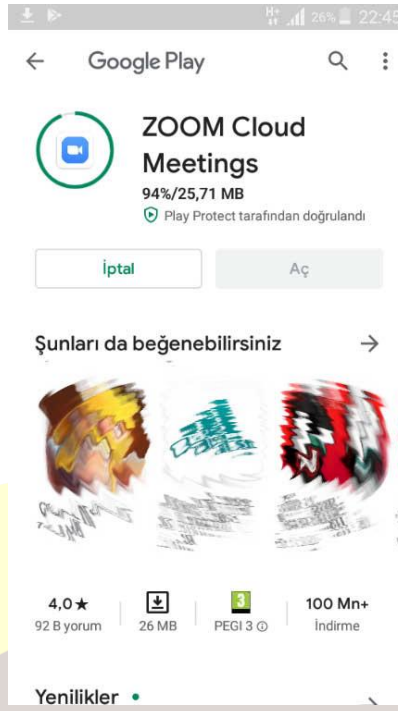 H+ 26% 22:45
Google Play
ZOOM Cloud
Meetings
94%/25,71 MB
Play Protect tarafından doğrulandı
İptal
Aç
Şunları da beğenebilirsiniz
4,0★
92 B yorum
26 MB
3
PEGI 3
100 Mn+
İndirme
Yenilikler